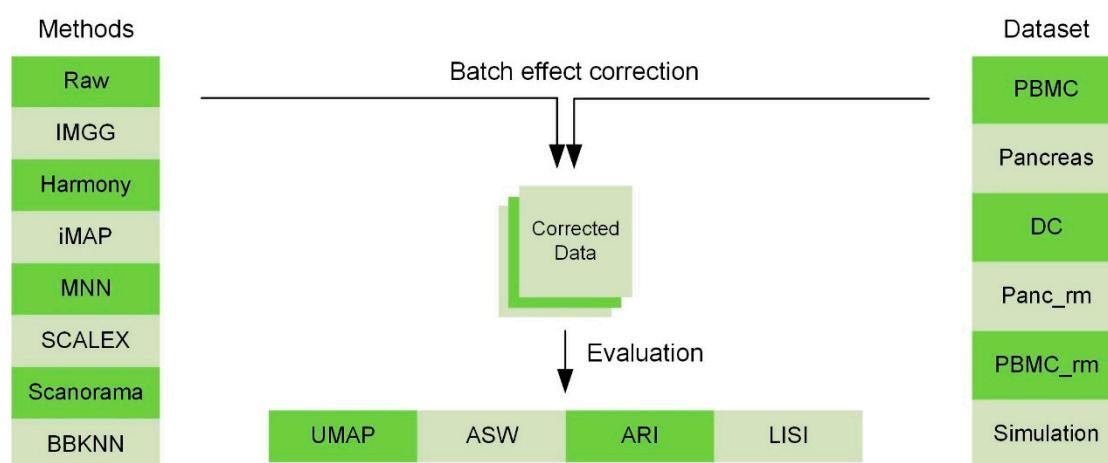 Methods
Raw
IMGG
Harmony
iMAP
MNN
SCALEX
Scanorama
BBKNN
Batch effect correction
Corrected
Data
Evaluation
UMAP ASW ARI LISI
Dataset
PBMC
Pancreas
DC
Panc_rm
PBMC_rm
Simulation